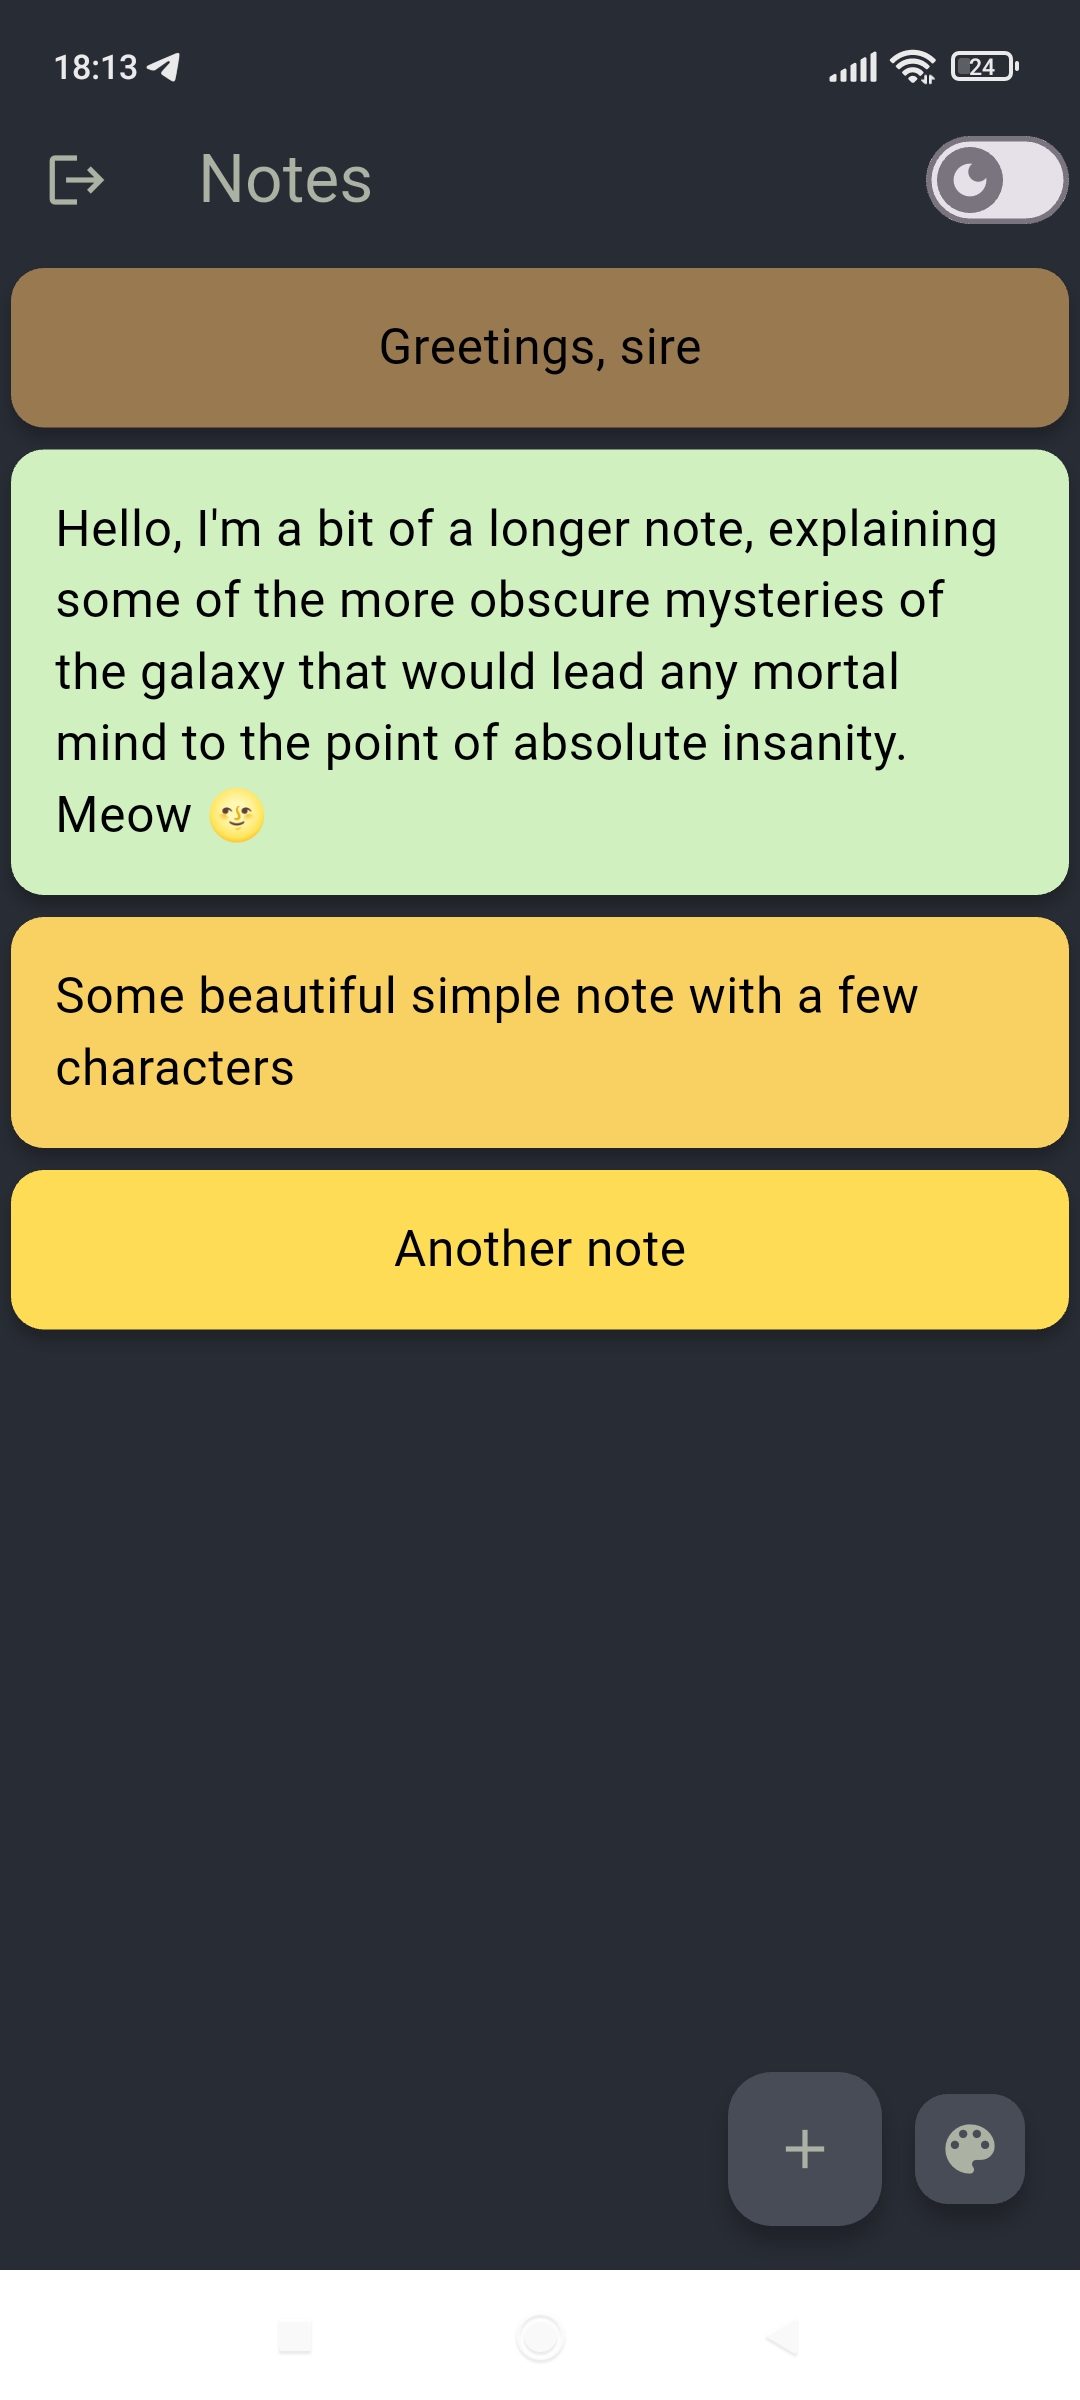 18:13
24
Notes
Greetings, sire
Hello, I'm a bit of a longer note, explaining
some of the more obscure mysteries of
the galaxy that would lead any mortal
mind to the point of absolute insanity.
Meow 🌝
Some beautiful simple note with a few
characters
Another note